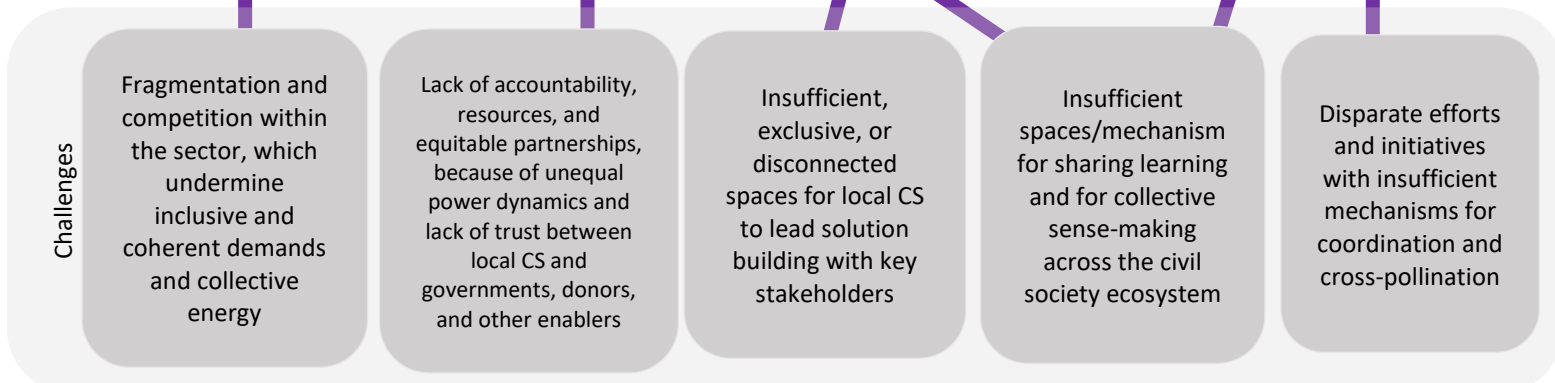 Challenges
Fragmentation and
competition within
the sector, which
undermine
inclusive and
coherent demands
and collective
energy
Lack of accountability,
resources, and
equitable partnerships,
because of unequal
power dynamics and
lack of trust between
local CS and
governments, donors,
and other enablers
Insufficient,
exclusive, or
disconnected
spaces for local CS
to lead solution
building with key
stakeholders
Insufficient
spaces/mechanism
for sharing learning
and for collective
sense-making
across the civil
society ecosystem
Disparate efforts
and initiatives
with insufficient
mechanisms for
coordination and
cross-pollination